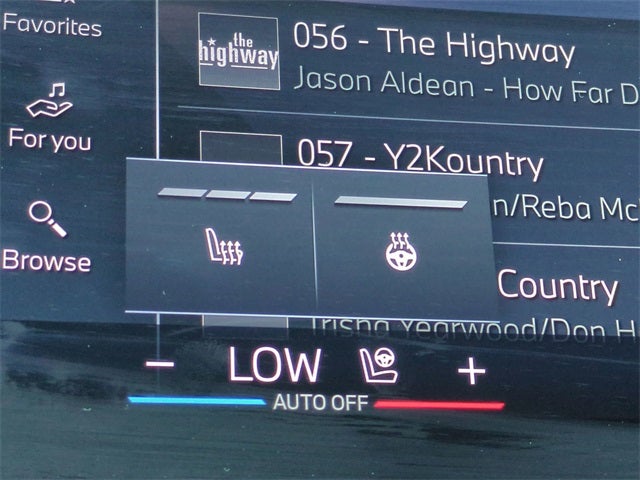 Favorites
the
highway
056 - The Highway
Jason Aldean - How Far D
For you
057 - Y2Kountry
n/Reba Mc
Browse
Country
Trisha Yearwood/Don H
- LOW +
AUTO OFF